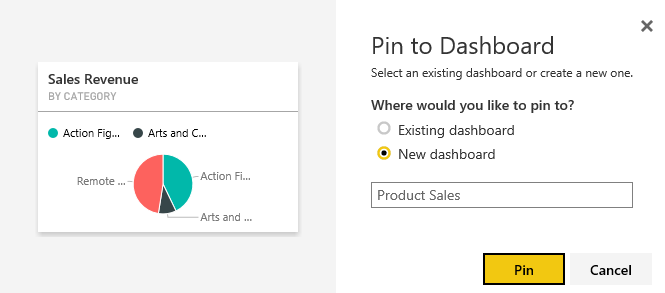 Sales Revenue
BY CATEGORY
Action Fig...
Arts and C...
Remote ...
Action Fi...
Arts and ...
Pin to Dashboard
Select an existing dashboard or create a new one.
Where would you like to pin to?
Existing dashboard
New dashboard
Product Sales
Pin
Cancel